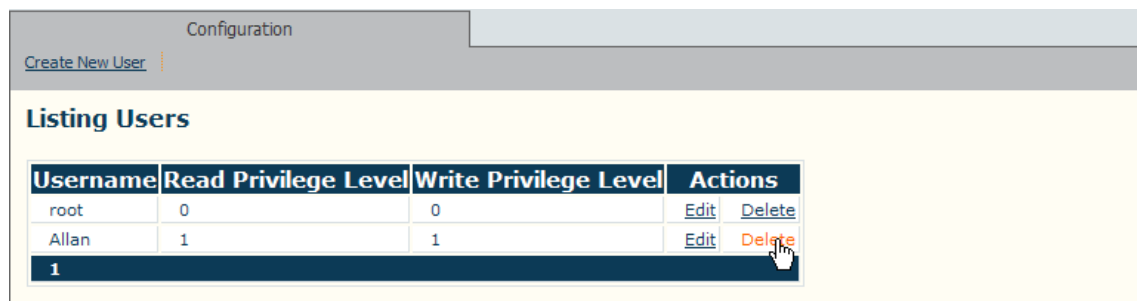 Configuration
Create New User
Listing Users
Username Read Privilege Level Write Privilege Level Actions
root 0 0 Edit Delete
Allan 1 1 Edit Delete
1